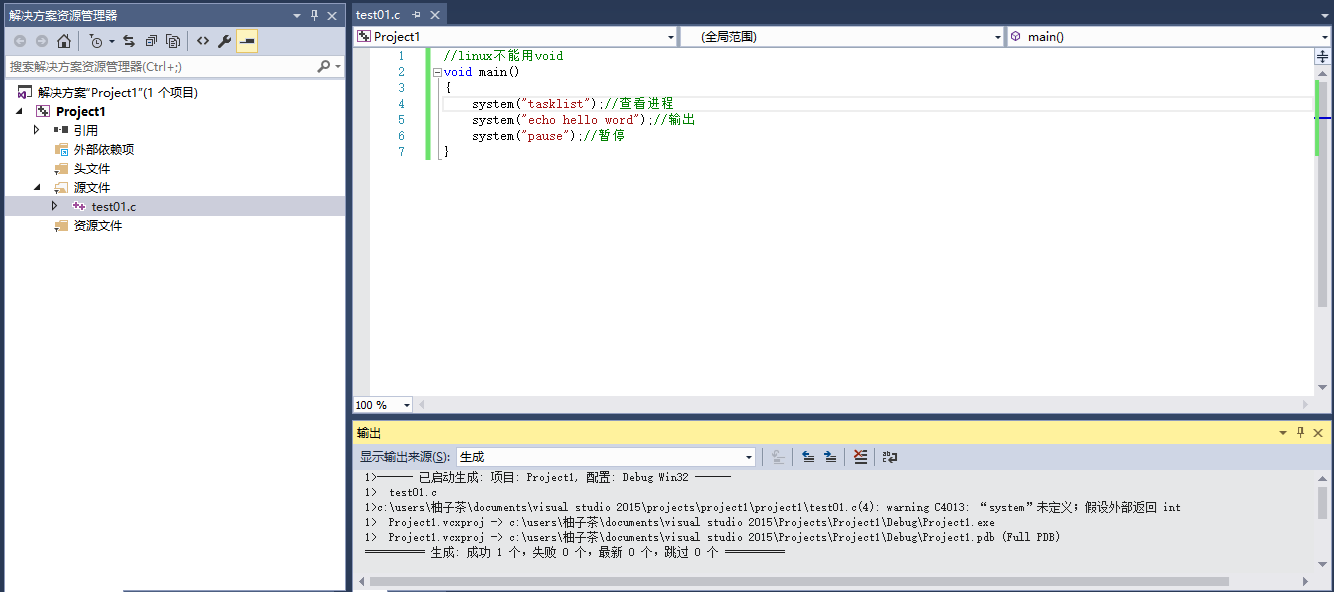 解决方案资源管理器
搜索解决方案资源管理器(Ctrl+;)
解决方案"Project1"(1 个项目)
Project1
引用
外部依赖项
头文件
源文件
test01.c
资源文件
test01.c
Project1 (全局范围) main()
1 //linux不能用void
2 void main()
3 {
4 system("tasklist");//查看进程
5 system("echo hello word");//输出
6 system("pause");//暂停
7 }
100 %
输出
显示输出来源(S): 生成
1>------ 已启动生成: 项目: Project1, 配置: Debug Win32 ------
1> test01.c
1>c:\users\柚子茶\documents\visual studio 2015\projects\project1\project1\test01.c(4): warning C4013: “system”未定义；假设外部返回 int
1> Project1.vcxproj -> c:\users\柚子茶\documents\visual studio 2015\Projects\Project1\Debug\Project1.exe
1> Project1.vcxproj -> c:\users\柚子茶\documents\visual studio 2015\Projects\Project1\Debug\Project1.pdb (Full PDB)
========== 生成: 成功 1 个，失败 0 个，最新 0 个，跳过 0 个 ==========